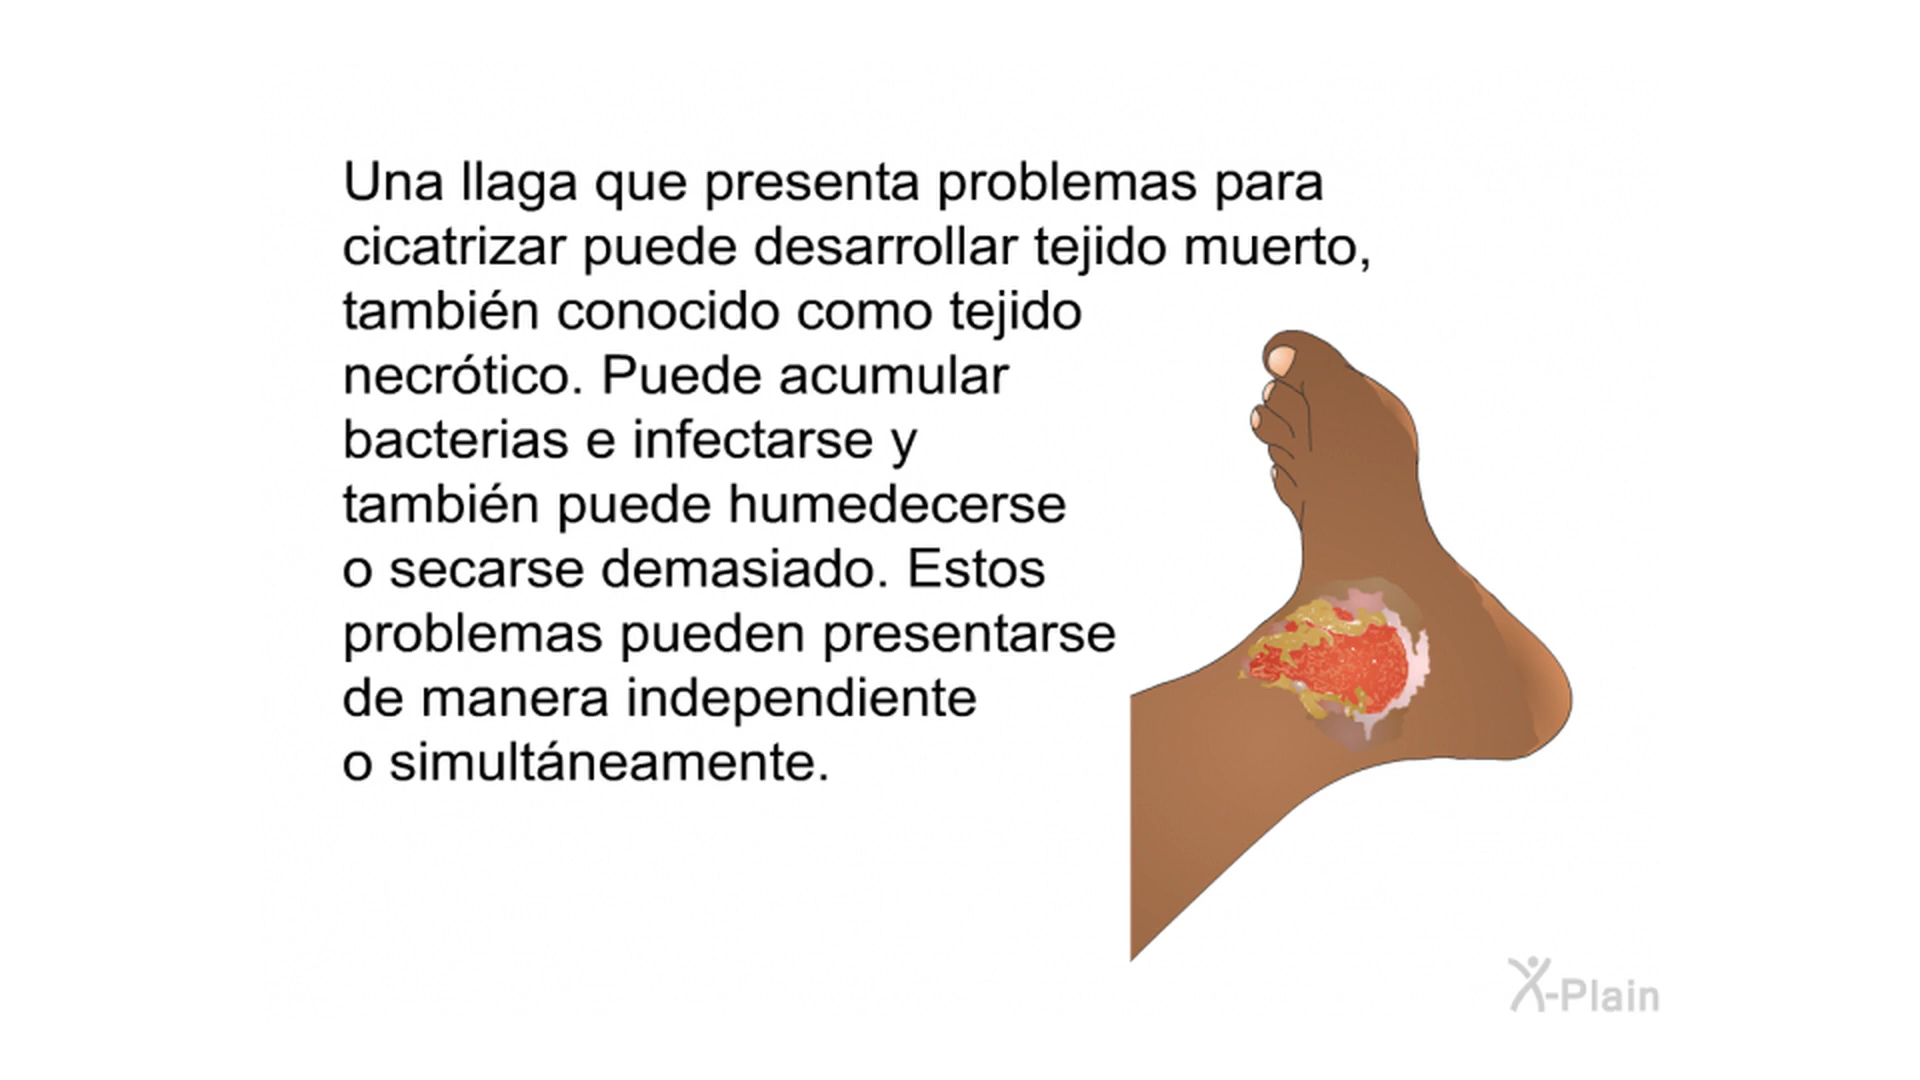 Una llaga que presenta problemas para
cicatrizar puede desarrollar tejido muerto,
también conocido como tejido
necrótico. Puede acumular
bacterias e infectarse y
también puede humedecerse
o secarse demasiado. Estos
problemas pueden presentarse
de manera independiente
o simultáneamente.
X-Plain